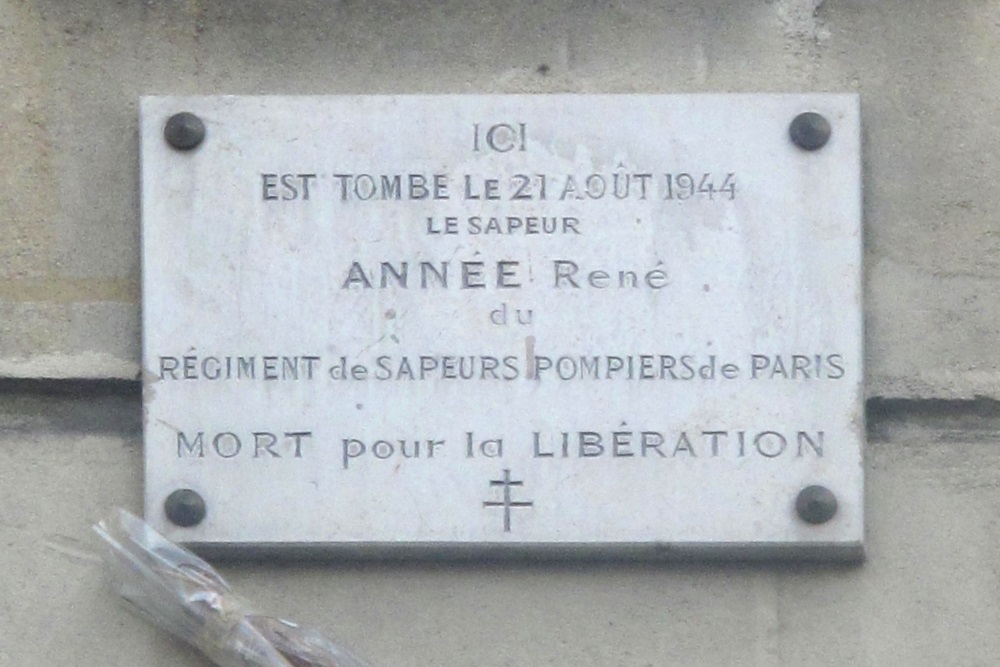 ICI
EST TOMBE LE 21 AOÛT 1944
LE SAPEUR
ANNÉE René
du
RÉGIMENT de SAPEURS POMPIERS de PARIS
MORT pour la LIBÉRATION